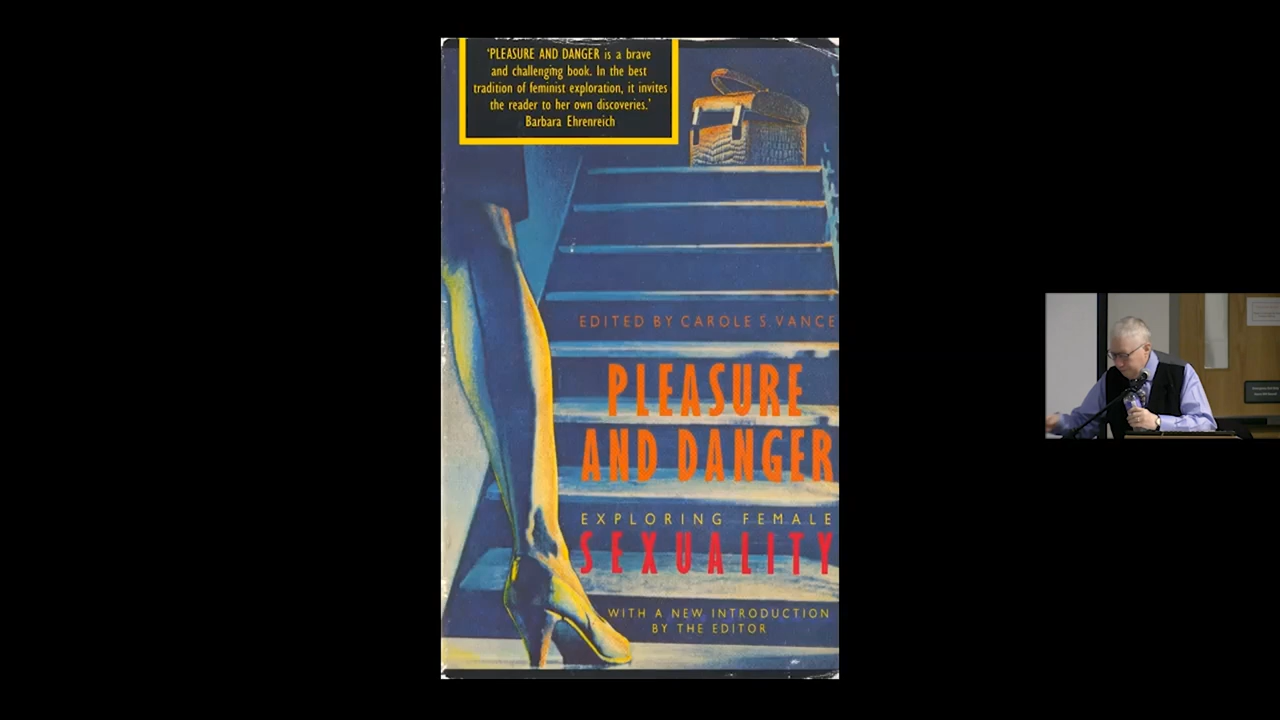 'PLEASURE AND DANGER is a brave
and challenging book. In the best
tradition of feminist exploration, it invites
the reader to her own discoveries.'
Barbara Ehrenreich
EDITED BY CAROLE S. VANCE
PLEASURE
AND DANGER
EXPLORING FEMALE
SEXUALITY
WITH A NEW INTRODUCTION
BY THE EDITOR